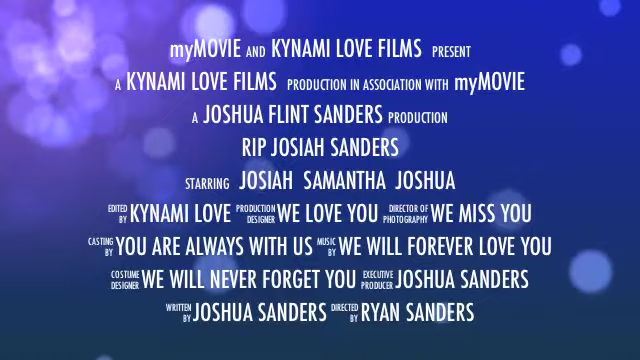 myMOVIE AND KYNAMI LOVE FILMS PRESENT
A KYNAMI LOVE FILMS PRODUCTION IN ASSOCIATION WITH myMOVIE
A JOSHUA FLINT SANDERS PRODUCTION
RIP JOSIAH SANDERS
STARRING JOSIAH SAMANTHA JOSHUA
EDITED BY KYNAMI LOVE PRODUCTION DESIGNER WE LOVE YOU DIRECTOR OF PHOTOGRAPHY WE MISS YOU
CASTING BY YOU ARE ALWAYS WITH US MUSIC BY WE WILL FOREVER LOVE YOU
COSTUME DESIGNER WE WILL NEVER FORGET YOU EXECUTIVE PRODUCER JOSHUA SANDERS
WRITTEN BY JOSHUA SANDERS DIRECTED BY RYAN SANDERS